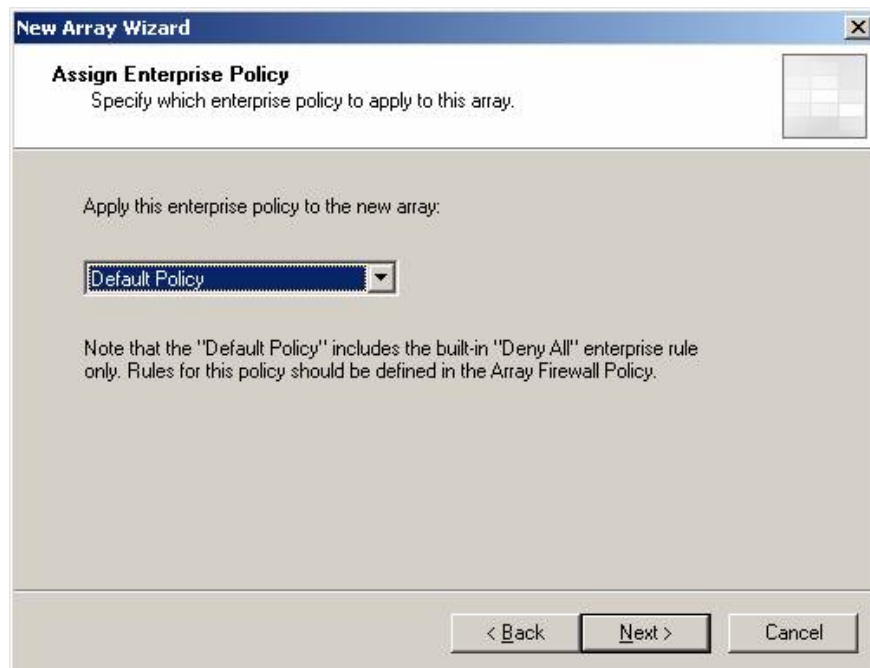 New Array Wizard
Assign Enterprise Policy
Specify which enterprise policy to apply to this array.
Apply this enterprise policy to the new array:
Default Policy
Note that the "Default Policy" includes the built-in "Deny All" enterprise rule
only. Rules for this policy should be defined in the Array Firewall Policy.
< Back
Next >
Cancel